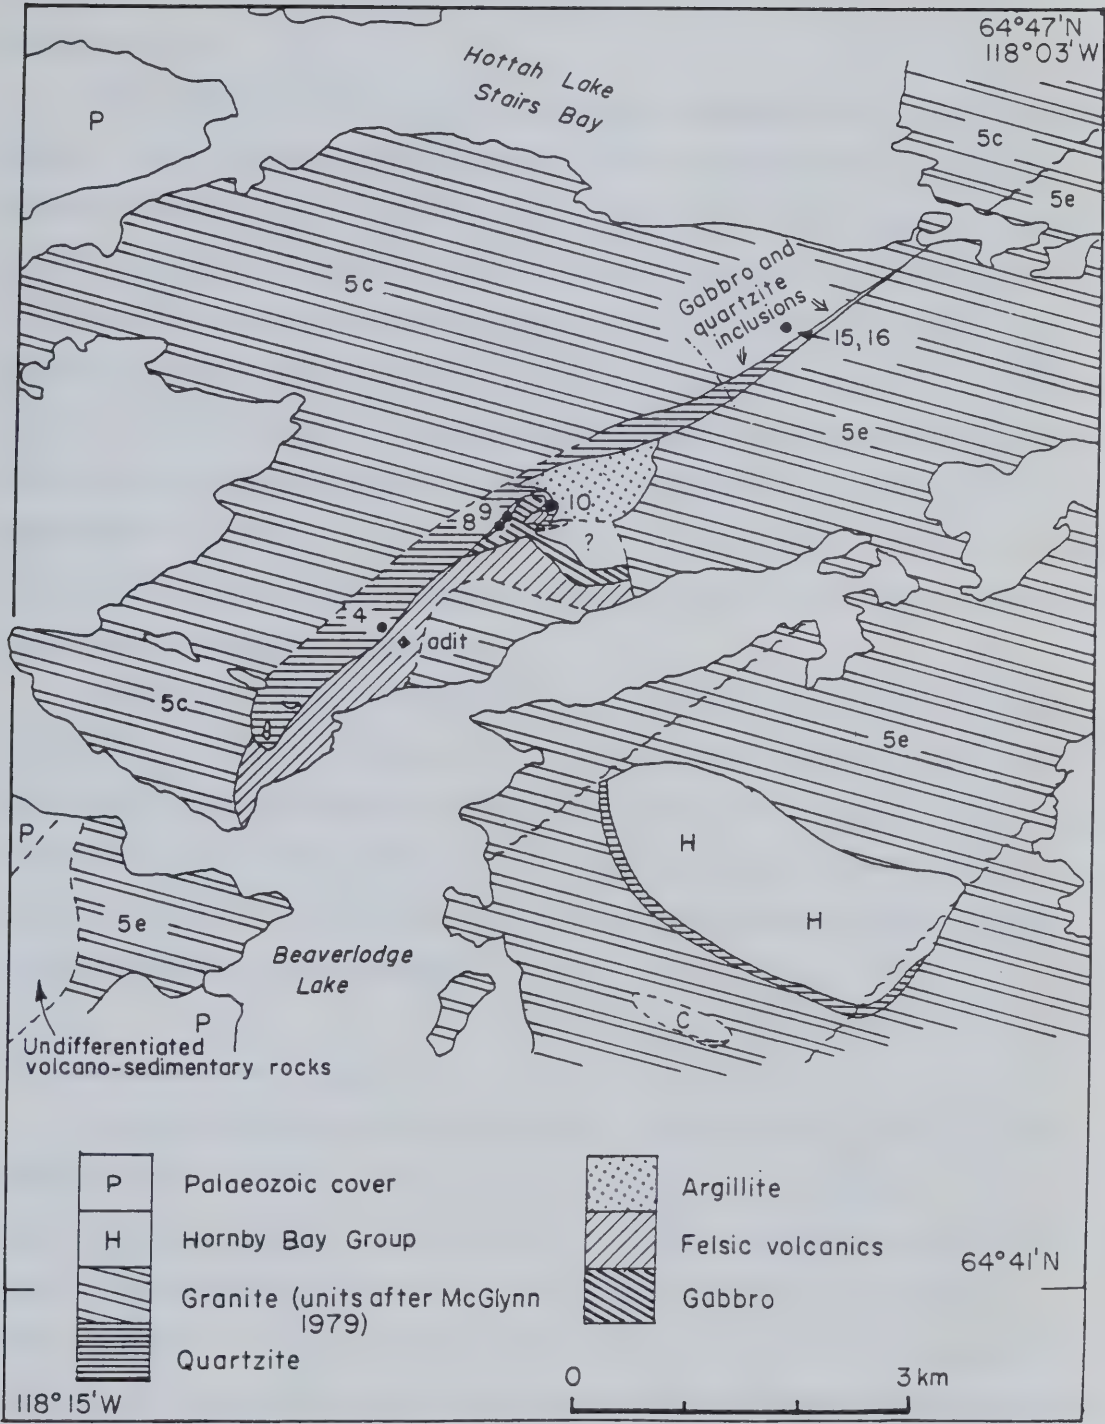 64°47'N
118°03'W
Hottah Lake
Stairs Bay
P
5c
5e
5c
Gabbro and
quartzite
inclusions
15,16
5e
10
9
8
?
4
adit
5c
5e
P
H
H
5e
Beaverlodge
Lake
C
P
Undifferentiated
volcano-sedimentary rocks
P Palaeozoic cover
H Hornby Bay Group
Granite (units after McGlynn
1979)
Quartzite
Argillite
Felsic volcanics
Gabbro
64°41'N
118°15'W
0 3 km